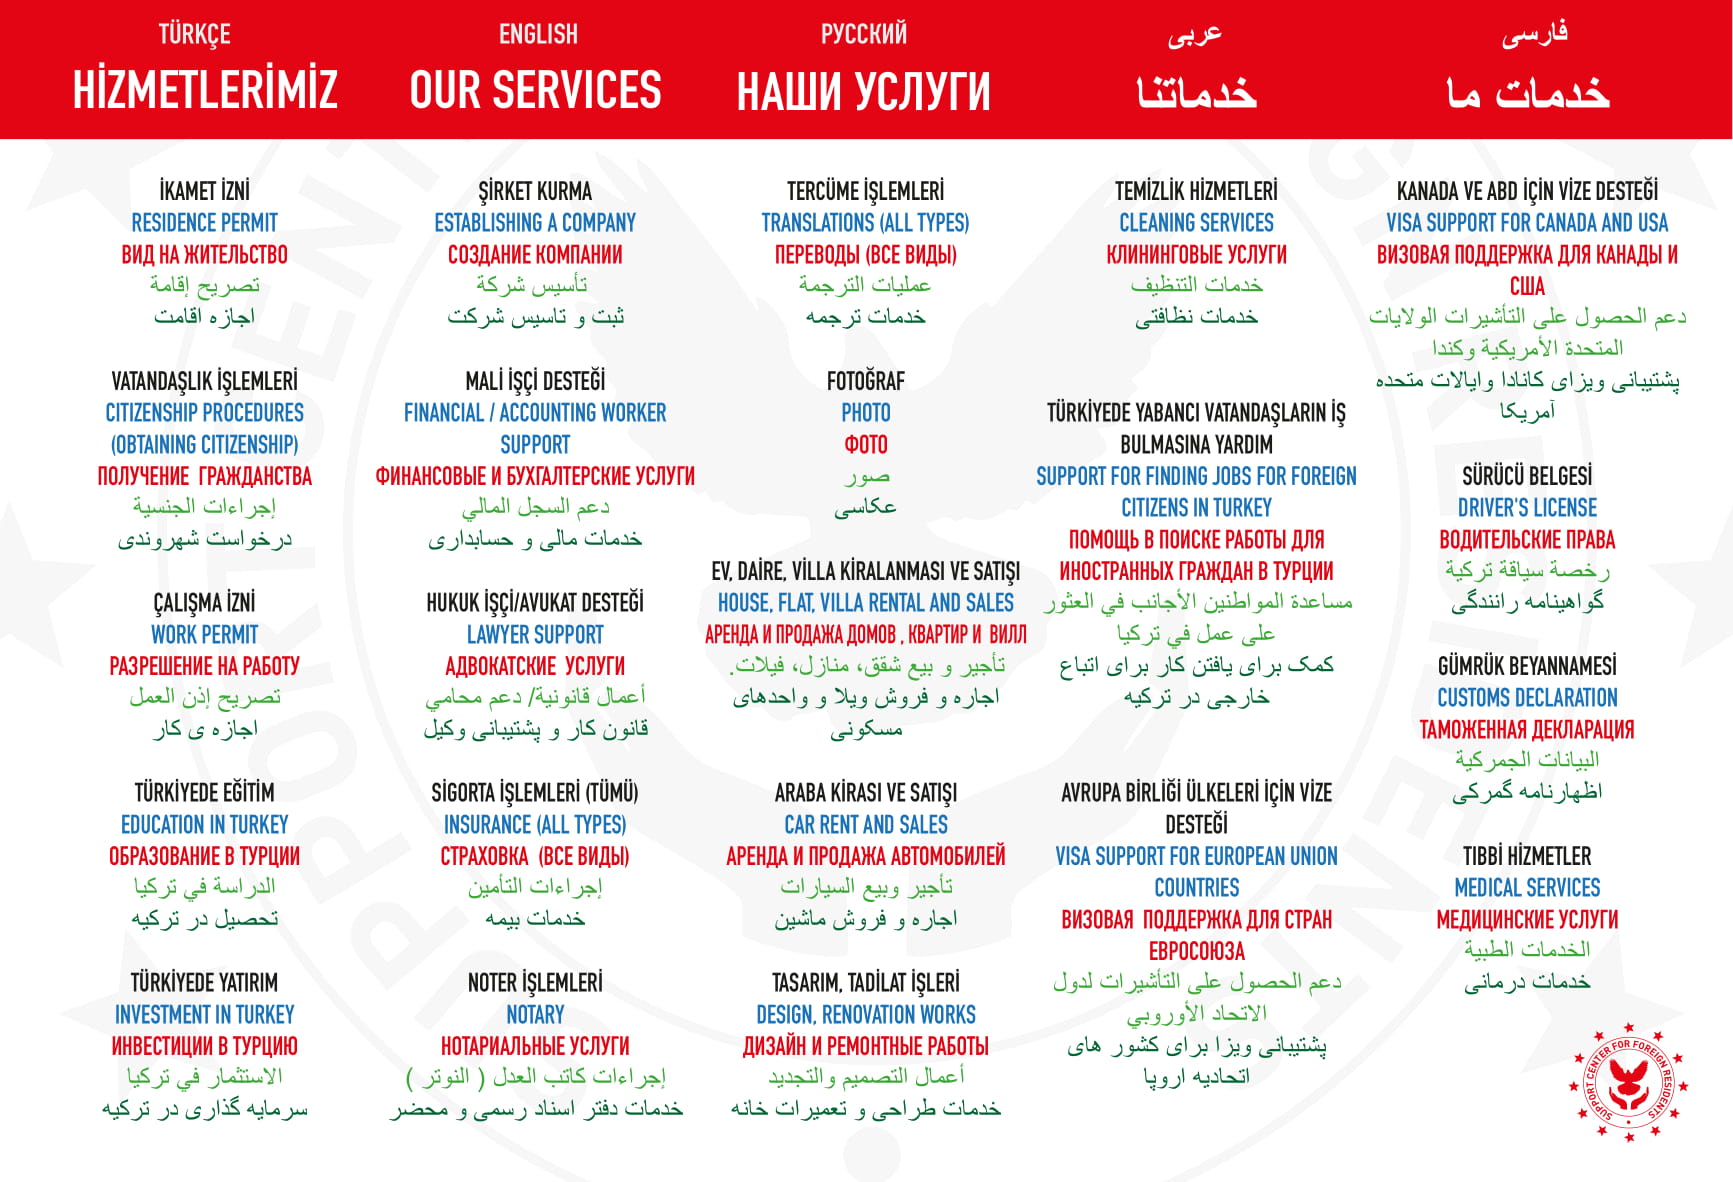 TÜRKÇE
HİZMETLERİMİZ
ENGLISH
OUR SERVICES
РУССКИЙ
НАШИ УСЛУГИ
عربی
خدماتنا
فارسی
خدمات ما
İKAMET İZNİ
RESIDENCE PERMIT
ВИД НА ЖИТЕЛЬСТВО
تصريح إقامة
اجازه اقامت
VATANDAŞLIK İŞLEMLERİ
CITIZENSHIP PROCEDURES
(OBTAINING CITIZENSHIP)
ПОЛУЧЕНИЕ ГРАЖДАНСТВА
إجراءات الجنسية
درخواست شهروندی
ÇALIŞMA İZNİ
WORK PERMIT
РАЗРЕШЕНИЕ НА РАБОТУ
تصريح إذن العمل
اجازه ی کار
TÜRKİYEDE EĞİTİM
EDUCATION IN TURKEY
ОБРАЗОВАНИЕ В ТУРЦИИ
الدراسة في تركيا
تحصیل در ترکیه
TÜRKİYEDE YATIRIM
INVESTMENT IN TURKEY
ИНВЕСТИЦИИ В ТУРЦИЮ
الاستثمار في تركيا
سرمایه گذاری در ترکیه
ŞİRKET KURMA
ESTABLISHING A COMPANY
СОЗДАНИЕ КОМПАНИИ
تأسيس شركة
ثبت و تاسیس شرکت
MALİ İŞÇİ DESTEĞİ
FINANCIAL / ACCOUNTING WORKER
SUPPORT
ФИНАНСОВЫЕ И БУХГАЛТЕРСКИЕ УСЛУГИ
دعم السجل المالي
خدمات مالی و حسابداری
HUKUK İŞÇİ/AVUKAT DESTEĞİ
LAWYER SUPPORT
АДВОКАТСКИЕ УСЛУГИ
أعمال قانونية/ دعم محامي
قانون کار و پشتیبانی وکیل
SİGORTA İŞLEMLERİ (TÜMÜ)
INSURANCE (ALL TYPES)
СТРАХОВКА (ВСЕ ВИДЫ)
إجراءات التأمين
خدمات بیمه
NOTER İŞLEMLERİ
NOTARY
НОТАРИАЛЬНЫЕ УСЛУГИ
إجراءات كاتب العدل ( النوتر )
خدمات دفتر اسناد رسمی و محضر
TERCÜME İŞLEMLERİ
TRANSLATIONS (ALL TYPES)
ПЕРЕВОДЫ (ВСЕ ВИДЫ)
عمليات الترجمة
خدمات ترجمه
FOTOĞRAF
PHOTO
ФОТО
صور
عکاسی
EV, DAİRE, VİLLA KİRALANMASI VE SATIŞI
HOUSE, FLAT, VILLA RENTAL AND SALES
АРЕНДА И ПРОДАЖА ДОМОВ , КВАРТИР И ВИЛЛ
تأجير و بيع شقق، منازل، فيلات.
اجاره و فروش ویلا و واحدهای
مسکونی
ARABA KİRASI VE SATIŞI
CAR RENT AND SALES
АРЕНДА И ПРОДАЖА АВТОМОБИЛЕЙ
تأجير وبيع السيارات
اجاره و فروش ماشین
TASARIM, TADİLAT İŞLERİ
DESIGN, RENOVATION WORKS
ДИЗАЙН И РЕМОНТНЫЕ РАБОТЫ
أعمال التصميم والتجديد
خدمات طراحی و تعمیرات خانه
TEMİZLİK HİZMETLERİ
CLEANING SERVICES
КЛИНИНГОВЫЕ УСЛУГИ
خدمات التنظيف
خدمات نظافتی
TÜRKİYEDE YABANCI VATANDAŞLARIN İŞ
BULMASINA YARDIM
SUPPORT FOR FINDING JOBS FOR FOREIGN
CITIZENS IN TURKEY
ПОМОЩЬ В ПОИСКЕ РАБОТЫ ДЛЯ
ИНОСТРАННЫХ ГРАЖДАН В ТУРЦИИ
مساعدة المواطنين الأجانب في العثور
على عمل في تركيا
کمک برای یافتن کار برای اتباع
خارجی در ترکیه
AVRUPA BİRLİĞİ ÜLKELERİ İÇİN VİZE
DESTEĞİ
VISA SUPPORT FOR EUROPEAN UNION
COUNTRIES
ВИЗОВАЯ ПОДДЕРЖКА ДЛЯ СТРАН
ЕВРОСОЮЗА
دعم الحصول على التأشيرات لدول
الاتحاد الأوروبي
پشتیبانی ویزا برای کشور های
اتحادیه اروپا
KANADA VE ABD İÇİN VİZE DESTEĞİ
VISA SUPPORT FOR CANADA AND USA
ВИЗОВАЯ ПОДДЕРЖКА ДЛЯ КАНАДЫ И
США
دعم الحصول على التأشيرات الولايات
المتحدة الأمريكية وكندا
پشتیبانی ویزای کانادا وایالات متحده
آمریکا
SÜRÜCÜ BELGESİ
DRIVER'S LICENSE
ВОДИТЕЛЬСКИЕ ПРАВА
رخصة سياقة تركية
گواهینامه رانندگی
GÜMRÜK BEYANNAMESİ
CUSTOMS DECLARATION
ТАМОЖЕННАЯ ДЕКЛАРАЦИЯ
البيانات الجمركية
اظهارنامه گمرکی
TIBBİ HİZMETLER
MEDICAL SERVICES
МЕДИЦИНСКИЕ УСЛУГИ
الخدمات الطبية
خدمات درمانی
SUPPORT CENTER FOR FOREIGN RESIDENTS